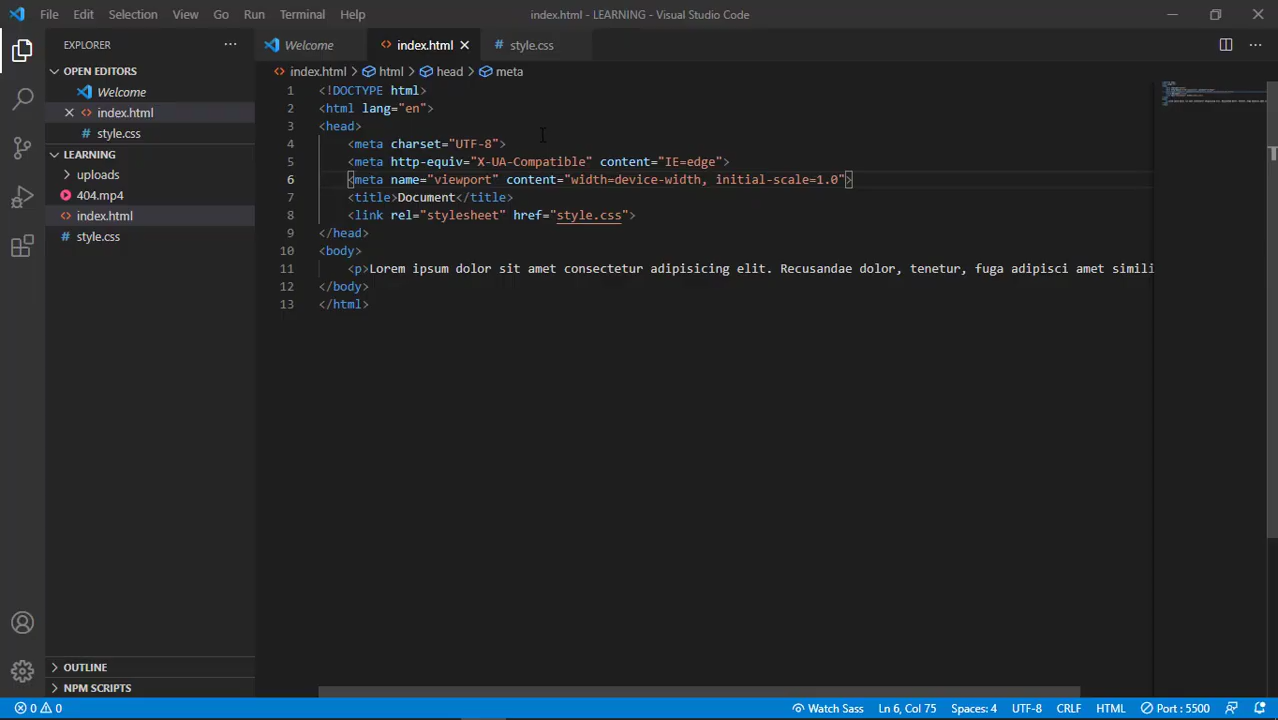 File Edit Selection View Go Run Terminal Help index.html - LEARNING - Visual Studio Code
EXPLORER
OPEN EDITORS
Welcome
index.html
style.css
LEARNING
uploads
404.mp4
index.html
style.css
OUTLINE
NPM SCRIPTS
Welcome index.html style.css
index.html > html > head > meta
1 <!DOCTYPE html>
2 <html lang="en">
3 <head>
4 <meta charset="UTF-8">
5 <meta http-equiv="X-UA-Compatible" content="IE=edge">
6 <meta name="viewport" content="width=device-width, initial-scale=1.0">
7 <title>Document</title>
8 <link rel="stylesheet" href="style.css">
9 </head>
10 <body>
11 <p>Lorem ipsum dolor sit amet consectetur adipisicing elit. Recusandae dolor, tenetur, fuga adipisci amet simili
12 </body>
13 </html>
0 0 Watch Sass Ln 6, Col 75 Spaces: 4 UTF-8 CRLF HTML Port : 5500